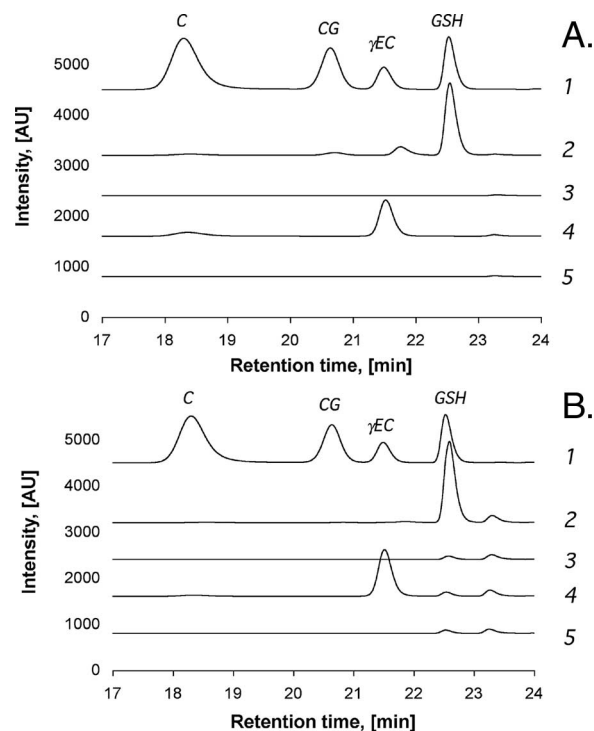 C CG γEC GSH A.
5000 1
4000 2
3000 3
2000 4
1000 5
0
17 18 19 20 21 22 23 24
Intensity, [AU]
Retention time, [min]
C CG γEC GSH B.
5000 1
4000 2
3000 3
2000 4
1000 5
0
17 18 19 20 21 22 23 24
Intensity, [AU]
Retention time, [min]